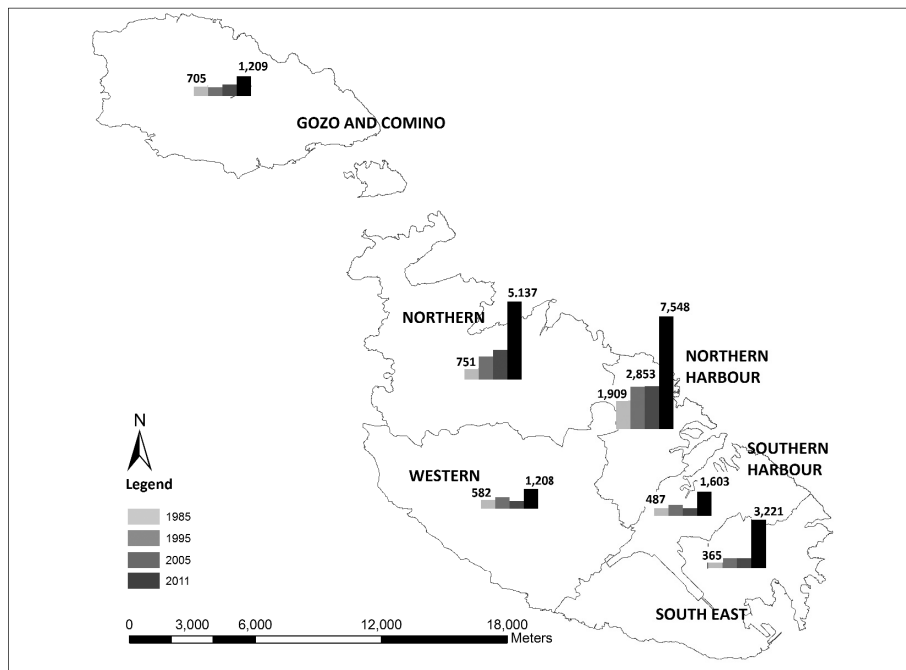 705
1,209
GOZO AND COMINO
5.137
NORTHERN
751
7,548
NORTHERN
HARBOUR
2,853
1,909
SOUTHERN
HARBOUR
WESTERN
582
1,208
487
1,603
3,221
365
SOUTH EAST
N
Legend
1985
1995
2005
2011
0 3,000 6,000 12,000 18,000
Meters